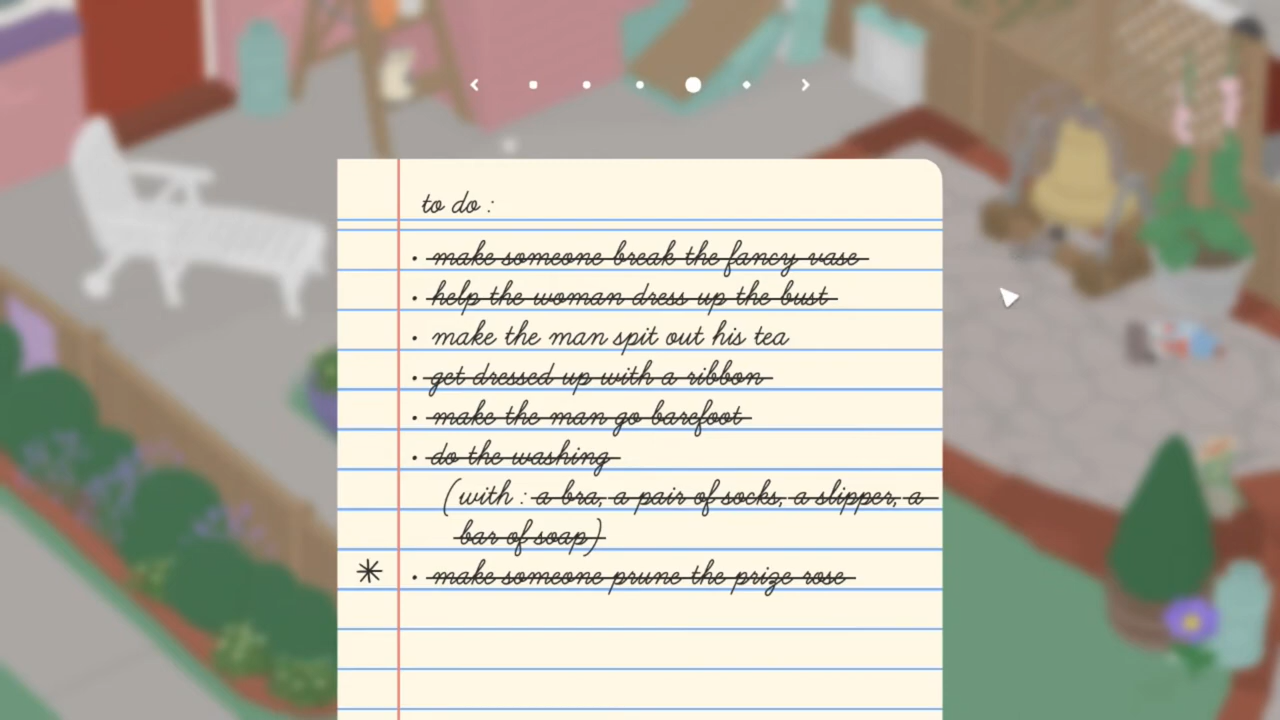 to do :
• make someone break the fancy vase
• help the woman dress up the bust
• make the man spit out his tea
• get dressed up with a ribbon
• make the man go barefoot
• do the washing
(with : a bra, a pair of socks, a slipper, a
bar of soap)
• make someone prune the prize rose